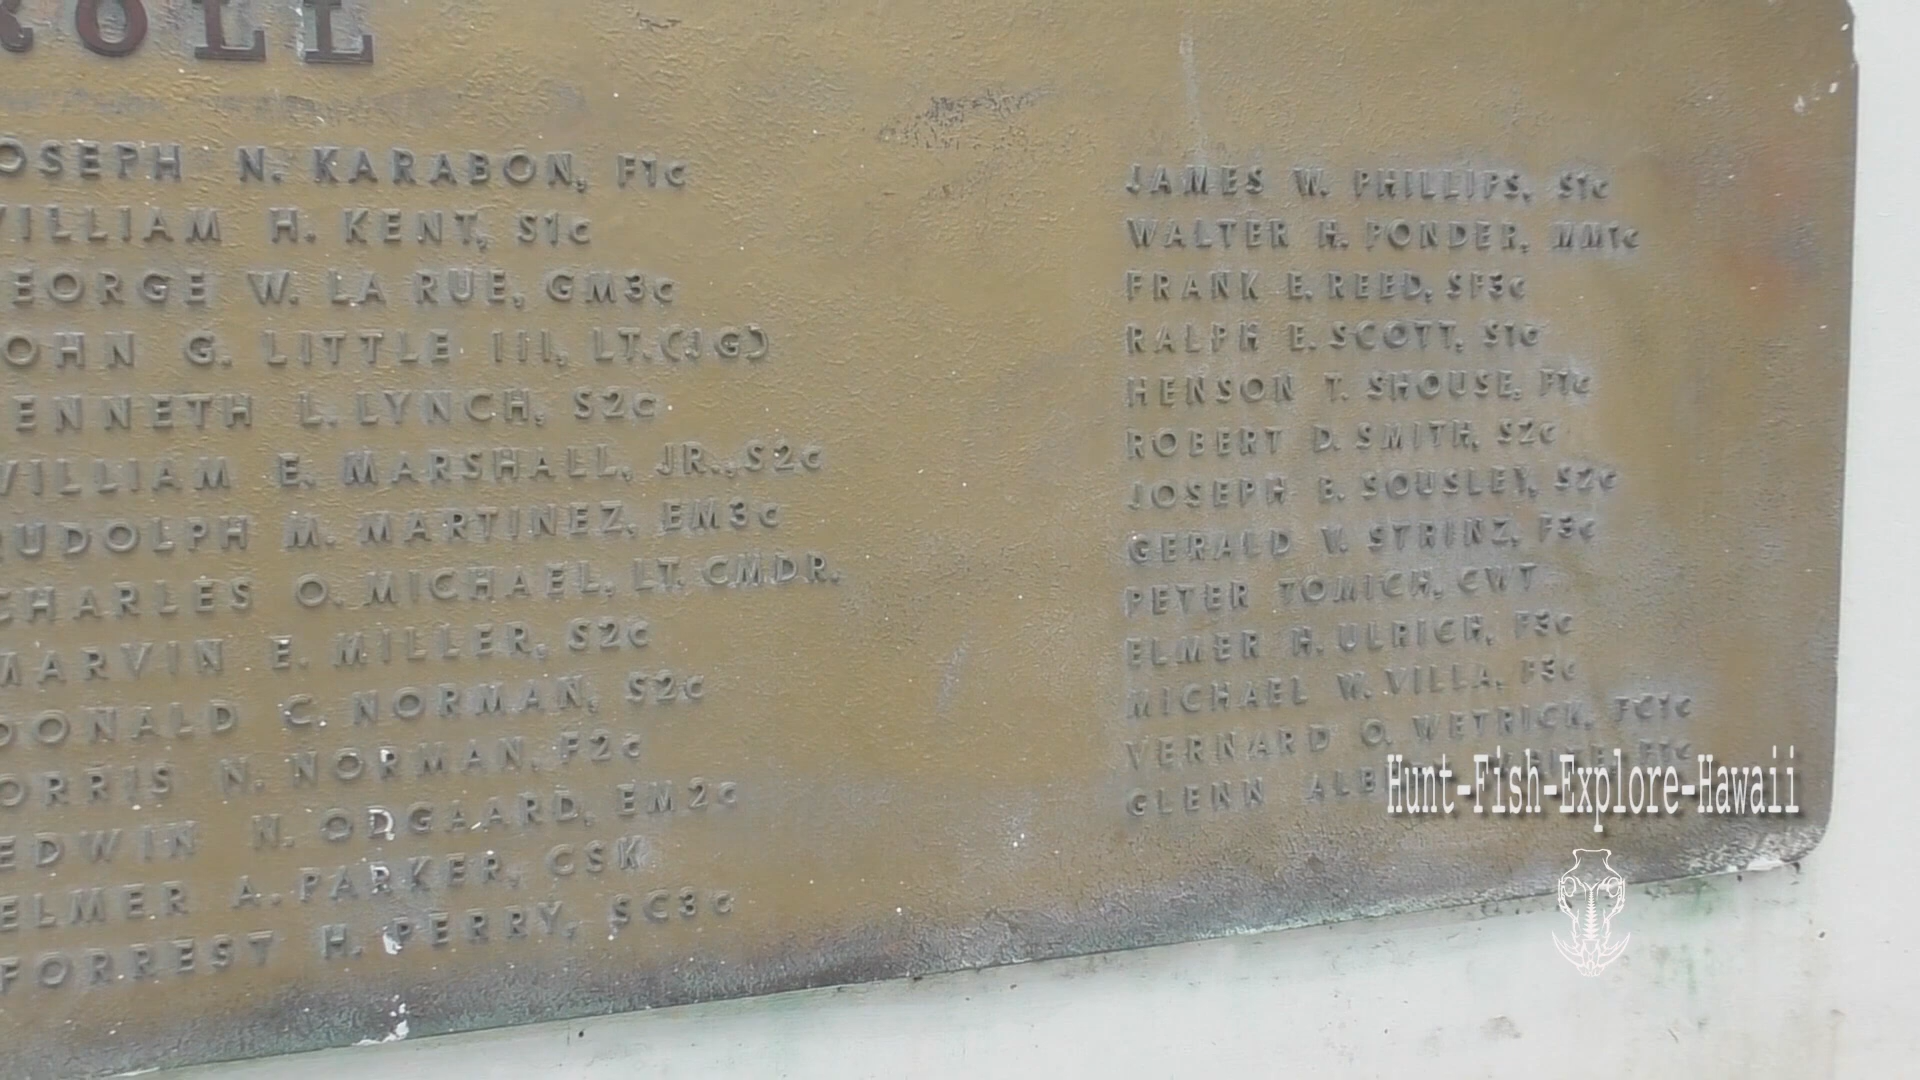 ROLL
OSEPH N. KARABON, F1c
WILLIAM H. KENT, S1c
EORGE W. LA RUE, GM3c
OHN G. LITTLE III, LT.(JG)
ENNETH L. LYNCH, S2c
WILLIAM E. MARSHALL, JR., S2c
RUDOLPH M. MARTINEZ, EM3c
CHARLES O. MICHAEL, LT. CMDR.
MARVIN E. MILLER, S2c
DONALD C. NORMAN, S2c
ORRIS N. NORMAN, F2c
EDWIN N. ODGAARD, EM2c
ELMER A. PARKER, CSK
FORREST H. PERRY, SC3c
JAMES W. PHILLIPS, S1c
WALTER H. PONDER, MM1c
FRANK E. REED, SF3c
RALPH E. SCOTT, S1c
HENSON T. SHOUSE, F1c
ROBERT D. SMITH, S2c
JOSEPH B. SOUSLEY, S2c
GERALD V. STRINZ, F3c
PETER TOMICH, CWT
ELMER H. ULRICH, F3c
MICHAEL W. VILLA, F3c
VERNARD O. WETRICK, FC1c
GLENN F1c
Hunt-Fish-Explore-Hawaii